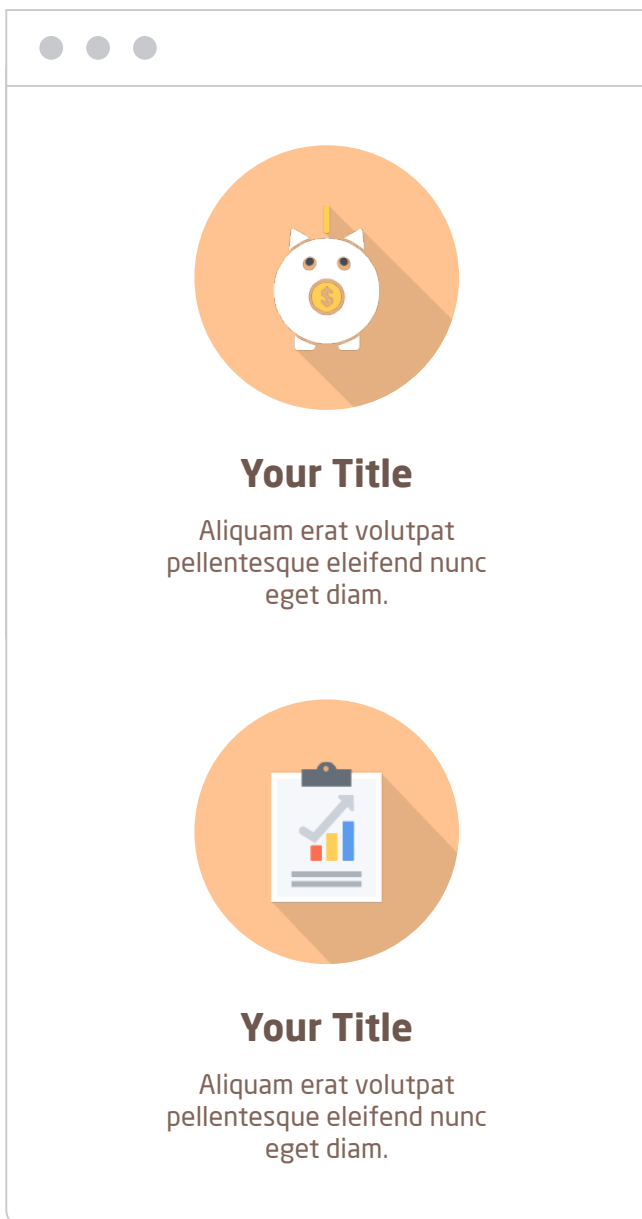 $
Your Title
Aliquam erat volutpat
pellentesque eleifend nunc
eget diam.
Your Title
Aliquam erat volutpat
pellentesque eleifend nunc
eget diam.